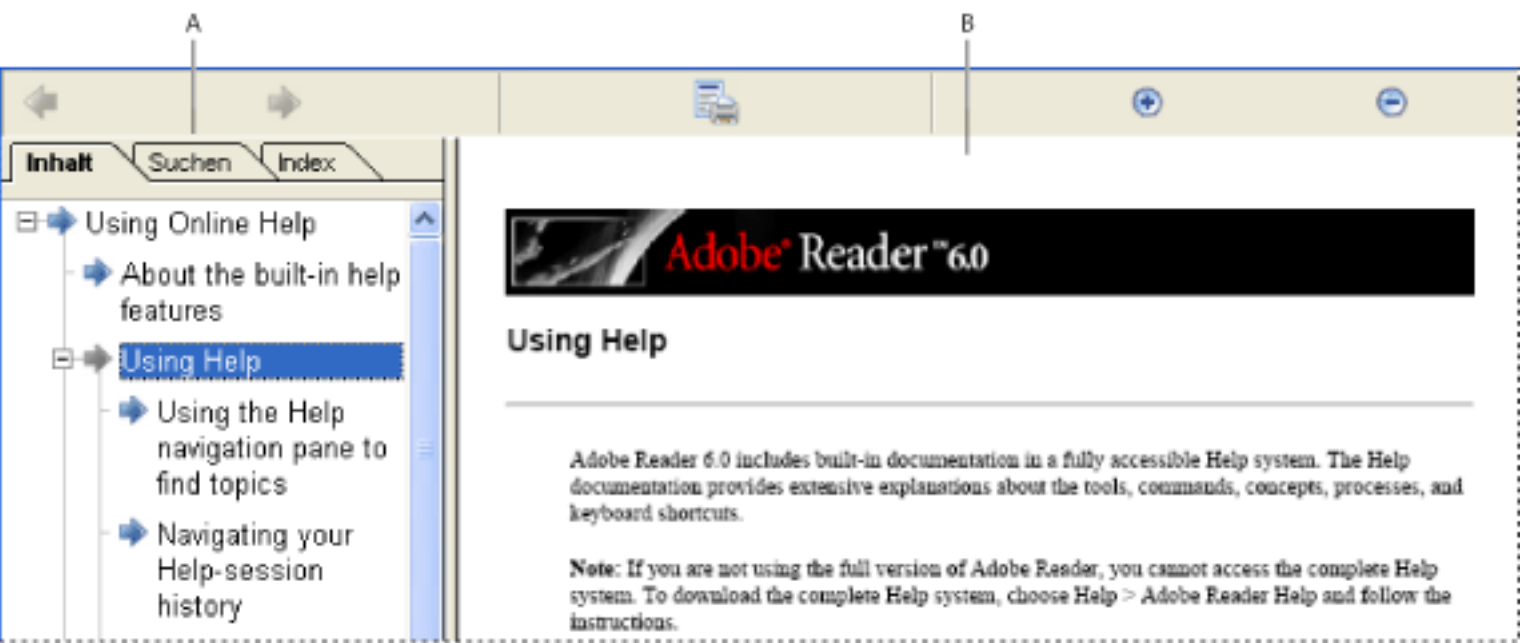 A
B
Inhalt
Suchen
Index
Using Online Help
About the built-in help
features
Using Help
Using the Help
navigation pane to
find topics
Navigating your
Help-session
history
Adobe® Reader™ 6.0
Using Help
Adobe Reader 6.0 includes built-in documentation in a fully accessible Help system. The Help
documentation provides extensive explanations about the tools, commands, concepts, processes, and
keyboard shortcuts.
Note: If you are not using the full version of Adobe Reader, you cannot access the complete Help
system. To download the complete Help system, choose Help > Adobe Reader Help and follow the
instructions.